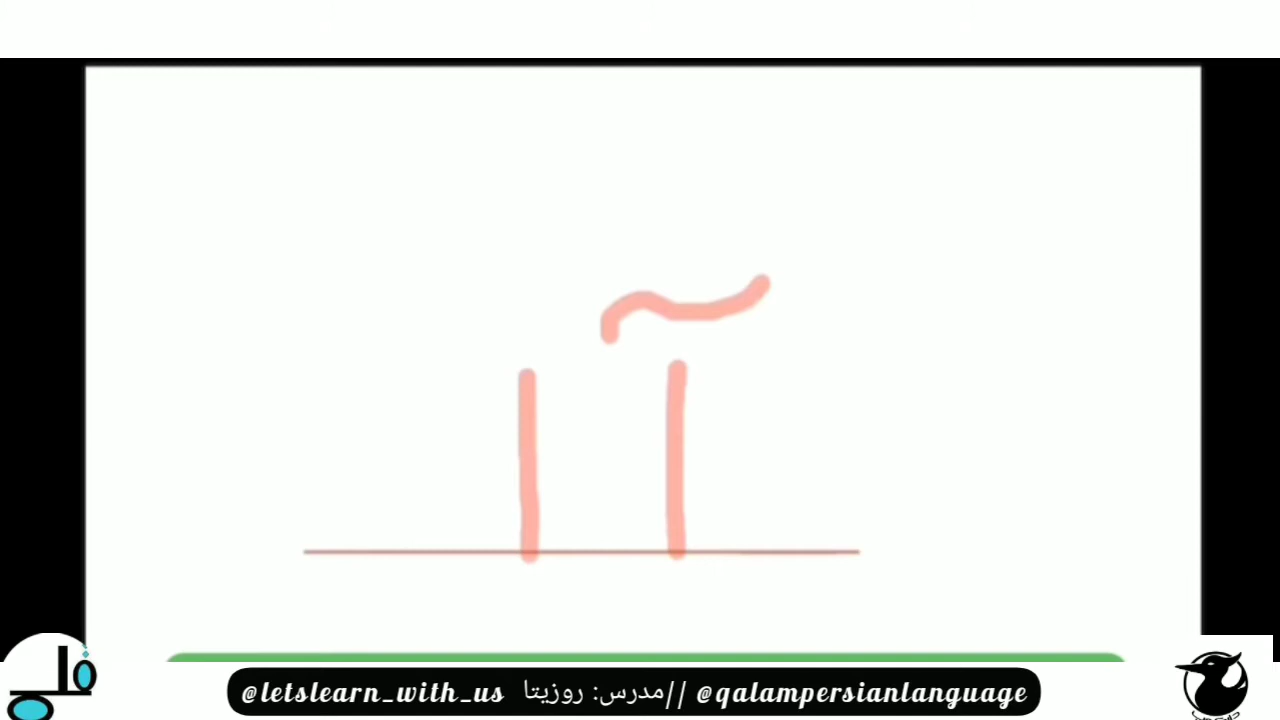 آ ا
@letslearn_with_us مدرس: روزیتا // @qalampersianlanguage